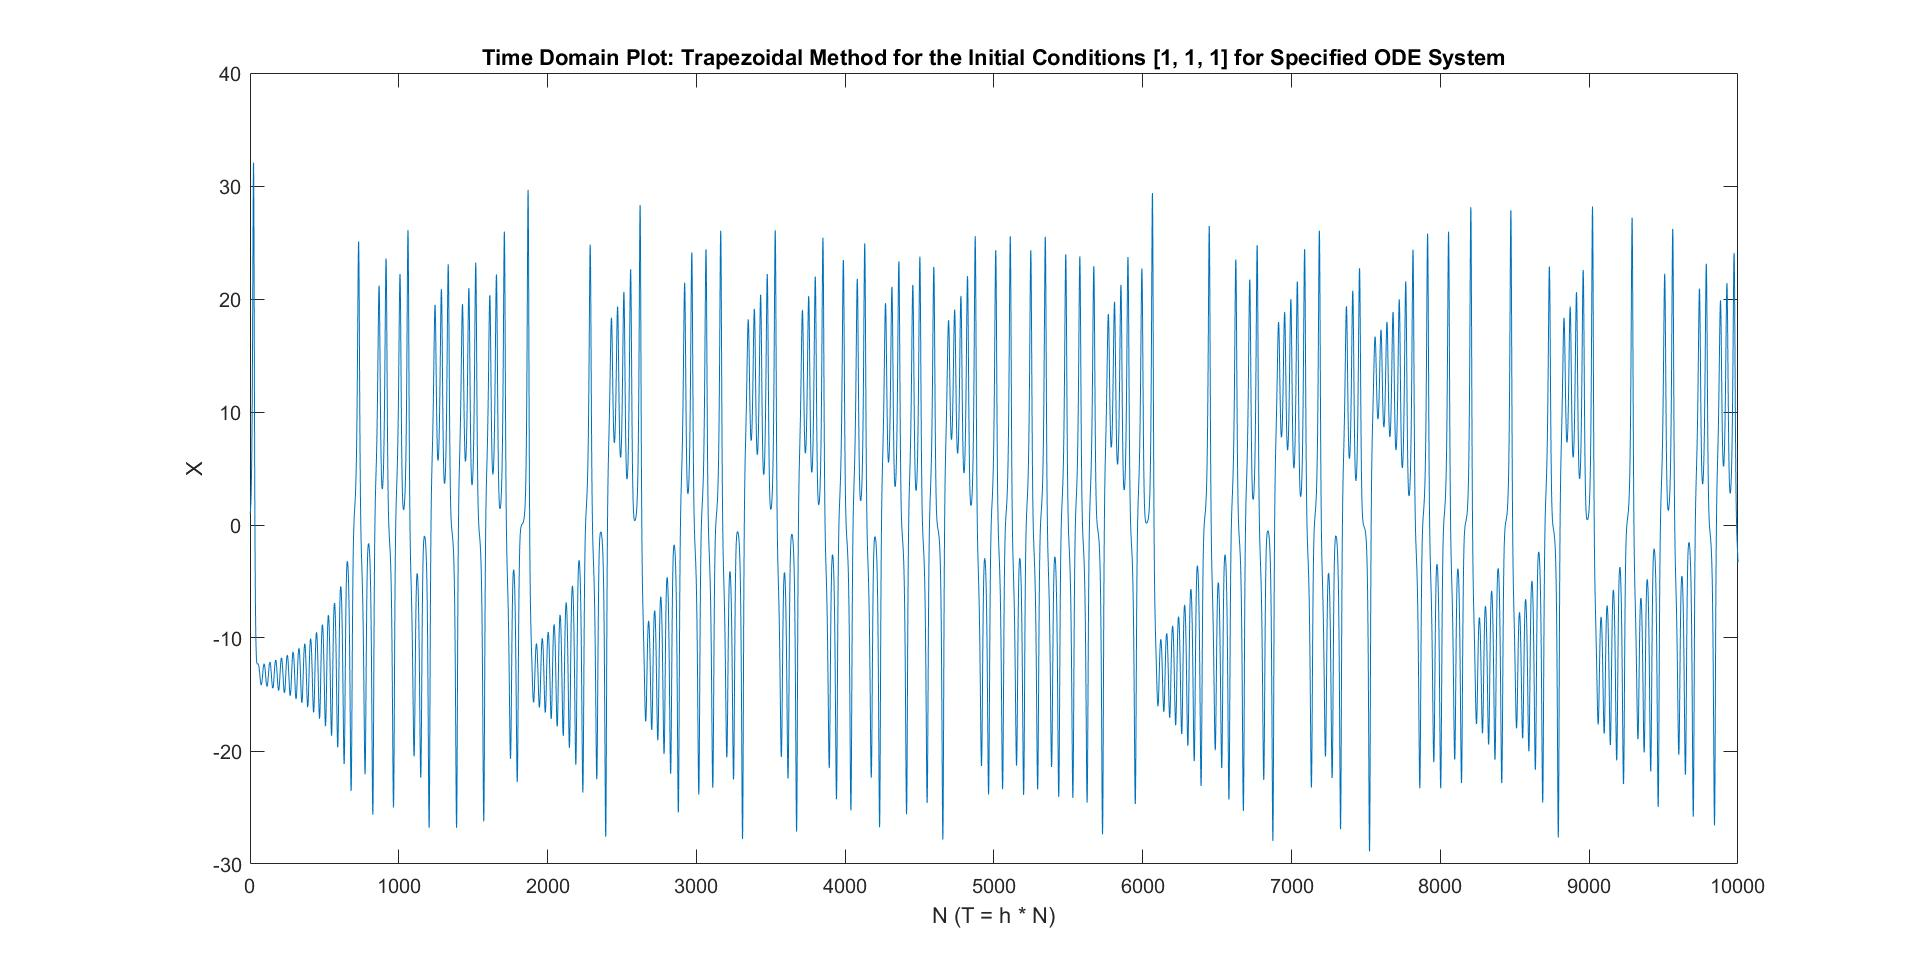 Time Domain Plot: Trapezoidal Method for the Initial Conditions [1, 1, 1] for Specified ODE System
40
30
20
10
0
-10
-20
-30
X
0 1000 2000 3000 4000 5000 6000 7000 8000 9000 10000
N (T = h * N)